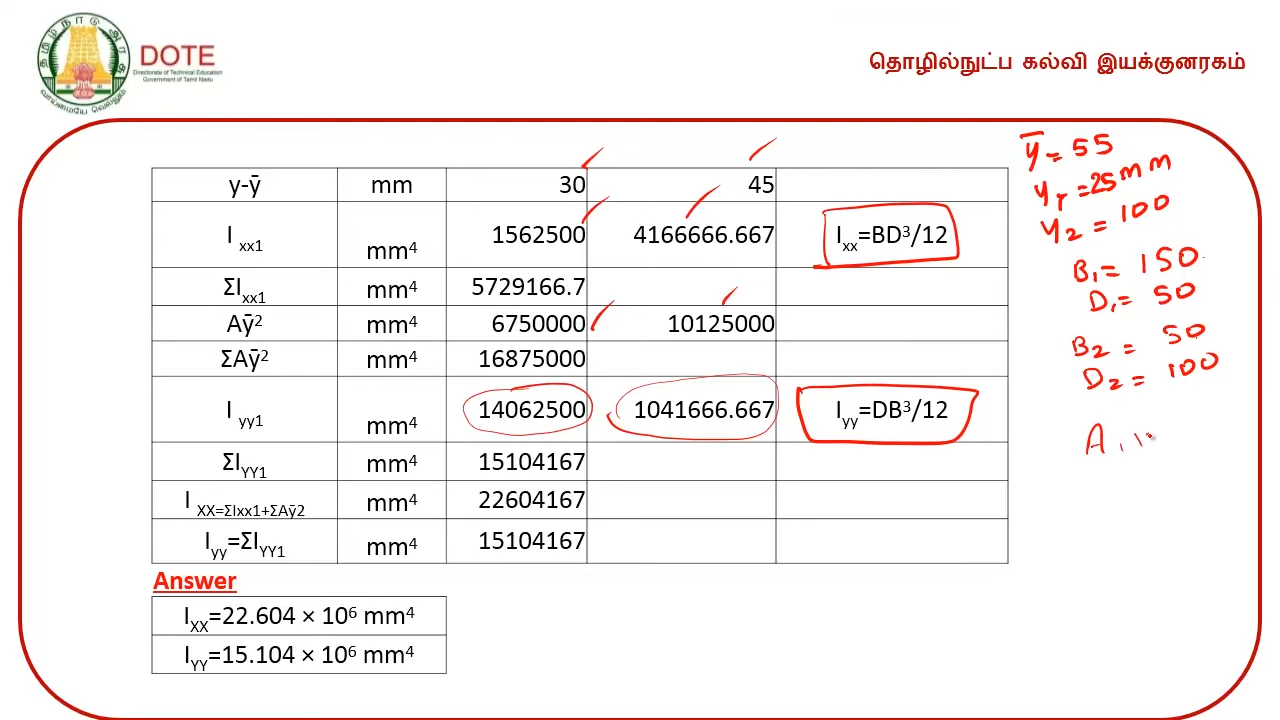 தமிழ்நாடு அரசு
வாய்மையே வெல்லும்
DOTE
Directorate of Technical Education
Government of Tamil Nadu
தொழில்நுட்ப கல்வி இயக்குனரகம்
y-ȳ mm 30 45
I xx1 mm⁴ 1562500 4166666.667 Ixx=BD³/12
ΣIxx1 mm⁴ 5729166.7
Aȳ² mm⁴ 6750000 10125000
ΣAȳ² mm⁴ 16875000
I yy1 mm⁴ 14062500 1041666.667 Iyy=DB³/12
ΣIYY1 mm⁴ 15104167
I XX=ΣIxx1+ΣAȳ2 mm⁴ 22604167
Iyy=ΣIYY1 mm⁴ 15104167
Answer
IXX=22.604 × 10⁶ mm⁴
IYY=15.104 × 10⁶ mm⁴
ȳ = 55
y₁ = 25 mm
y₂ = 100
B₁ = 150
D₁ = 50
B₂ = 50
D₂ = 100
A